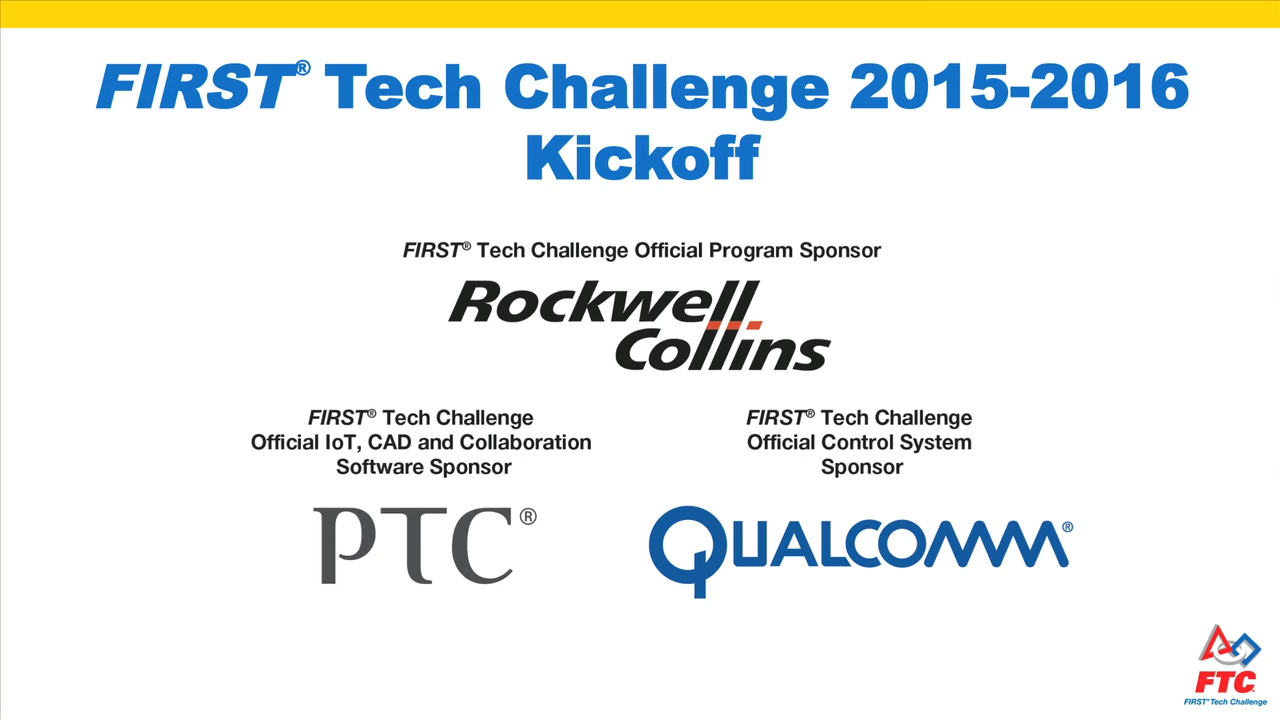 FIRST® Tech Challenge 2015-2016
Kickoff
FIRST® Tech Challenge Official Program Sponsor
Rockwell
Collins
FIRST® Tech Challenge
Official IoT, CAD and Collaboration
Software Sponsor
PTC®
FIRST® Tech Challenge
Official Control System
Sponsor
QUALCOMM®
FTC
FIRST® Tech Challenge